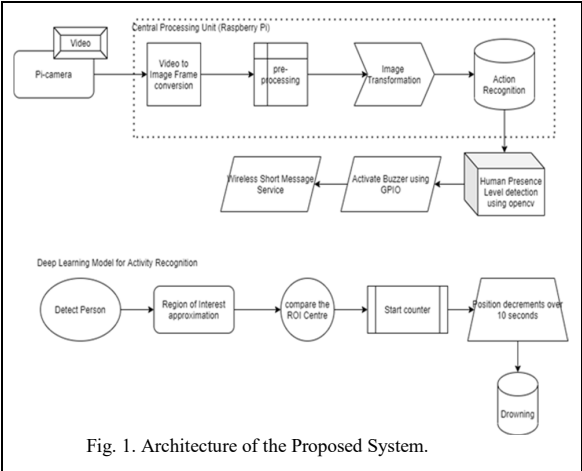 Central Processing Unit (Raspberry Pi)
Video
Pi-camera
Video to
Image Frame
conversion
pre-
processing
Image
Transformation
Action
Recognition
Wireless Short Message
Service
Activate Buzzer using
GPIO
Human Presence
Level detection
using opencv
Deep Learning Model for Activity Recognition
Detect Person
Region of Interest
approximation
compare the
ROI Centre
Start counter
Position decrements over
10 seconds
Drowning
Fig. 1. Architecture of the Proposed System.